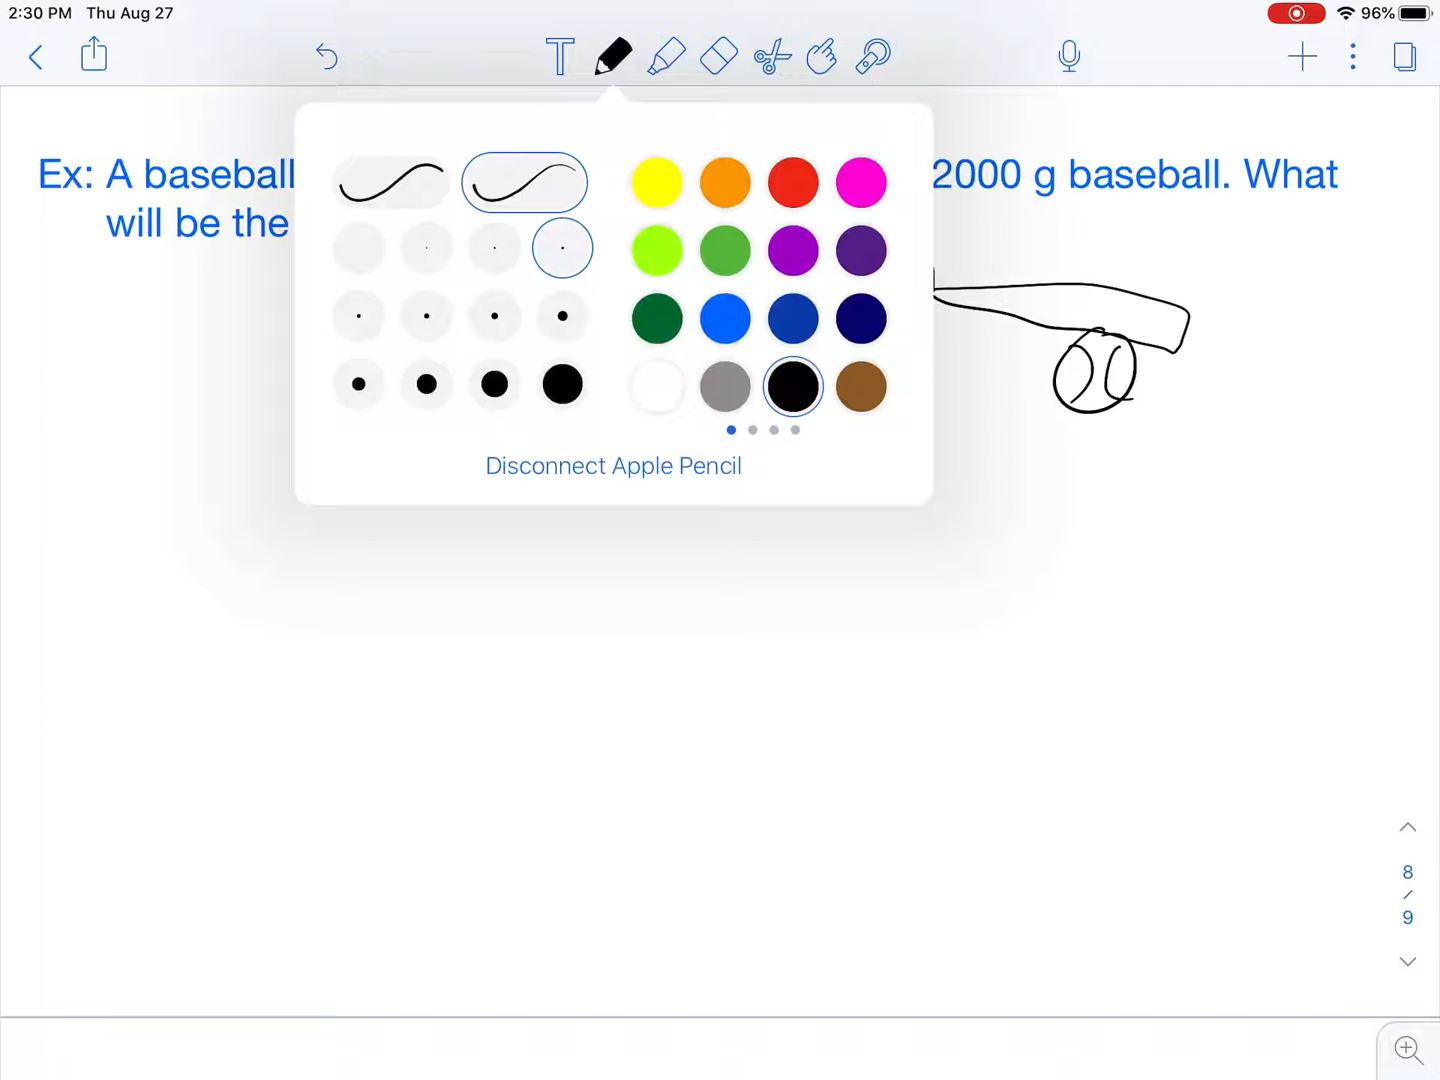 2:30 PM Thu Aug 27
96%
T
Ex: A baseball 2000 g baseball. What
will be the
Disconnect Apple Pencil
8
/
9